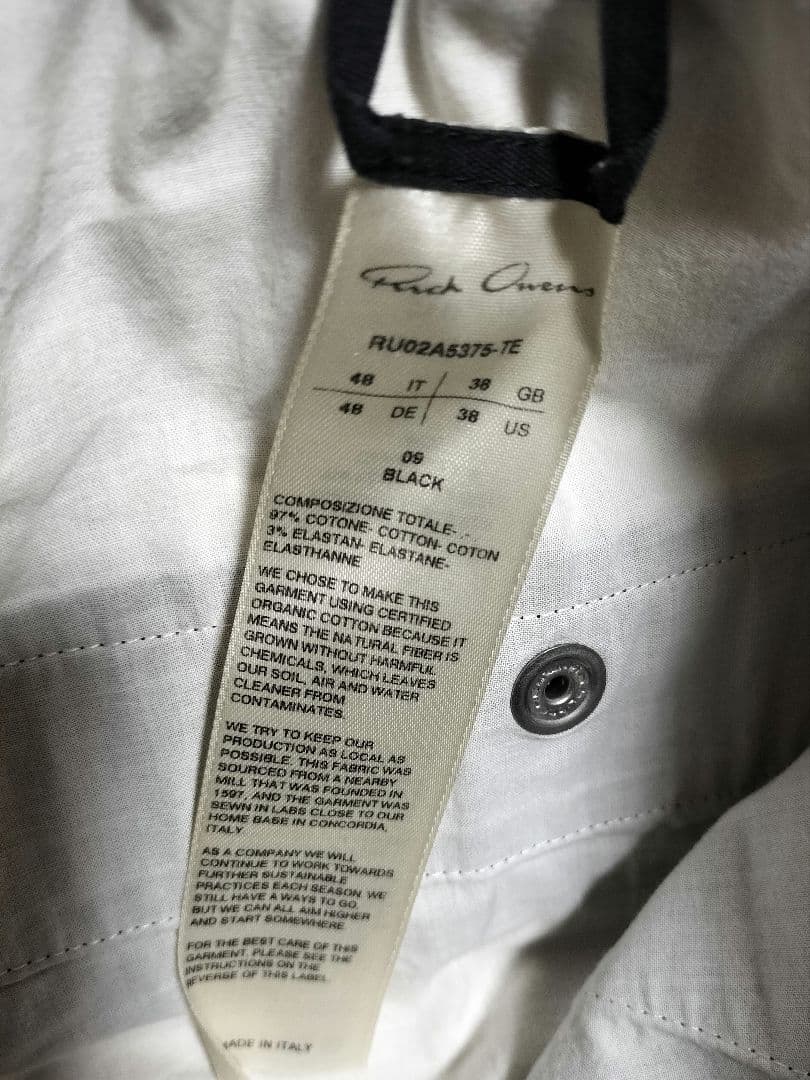 Rick Owens
RU02A5375-TE
48 IT / 38 GB
48 DE / 38 US
09
BLACK
COMPOSIZIONE TOTALE-
97% COTONE- COTTON- COTON
3% ELASTAN- ELASTANE-
ELASTHANNE
WE CHOSE TO MAKE THIS
GARMENT USING CERTIFIED
ORGANIC COTTON BECAUSE IT
MEANS THE NATURAL FIBER IS
GROWN WITHOUT HARMFUL
CHEMICALS, WHICH LEAVES
OUR SOIL, AIR AND WATER
CLEANER FROM
CONTAMINATES.
WE TRY TO KEEP OUR
PRODUCTION AS LOCAL AS
POSSIBLE. THIS FABRIC WAS
SOURCED FROM A NEARBY
MILL THAT WAS FOUNDED IN
1597, AND THE GARMENT WAS
SEWN IN LABS CLOSE TO OUR
HOME BASE IN CONCORDIA,
ITALY
AS A COMPANY WE WILL
CONTINUE TO WORK TOWARDS
FURTHER SUSTAINABLE
PRACTICES EACH SEASON. WE
STILL HAVE A WAYS TO GO,
BUT WE CAN ALL AIM HIGHER
AND START SOMEWHERE.
FOR THE BEST CARE OF THIS
GARMENT, PLEASE SEE THE
INSTRUCTIONS ON THE
REVERSE OF THIS LABEL.
MADE IN ITALY